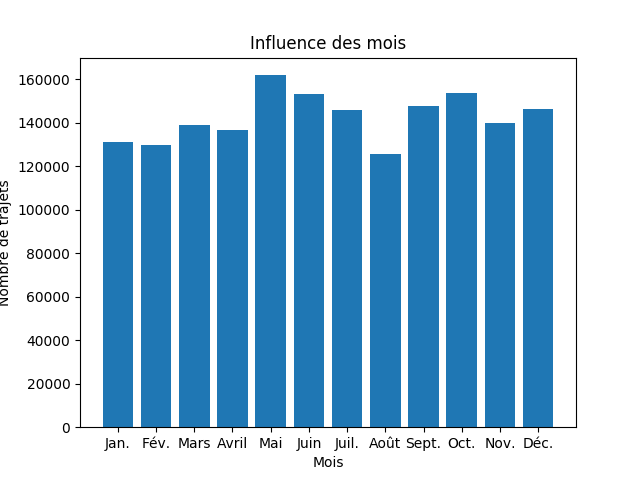 Influence des mois
Nombre de trajets
160000
140000
120000
100000
80000
60000
40000
20000
0
Jan. Fév. Mars Avril Mai Juin Juil. Août Sept. Oct. Nov. Déc.
Mois